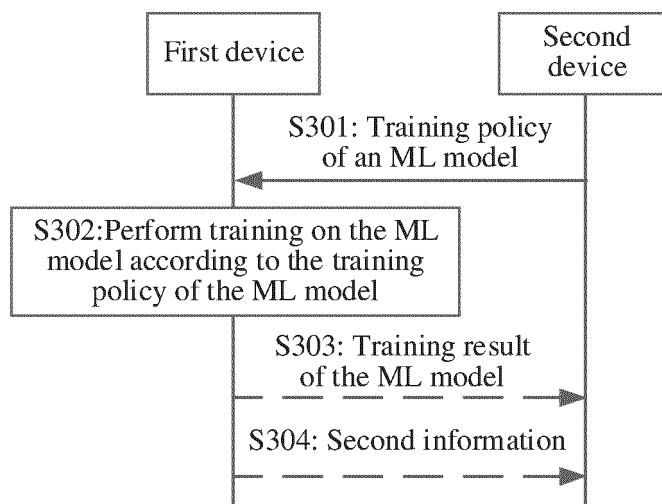 First device
Second
device
S301: Training policy
of an ML model
S302:Perform training on the ML
model according to the training
policy of the ML model
S303: Training result
of the ML model
S304: Second information